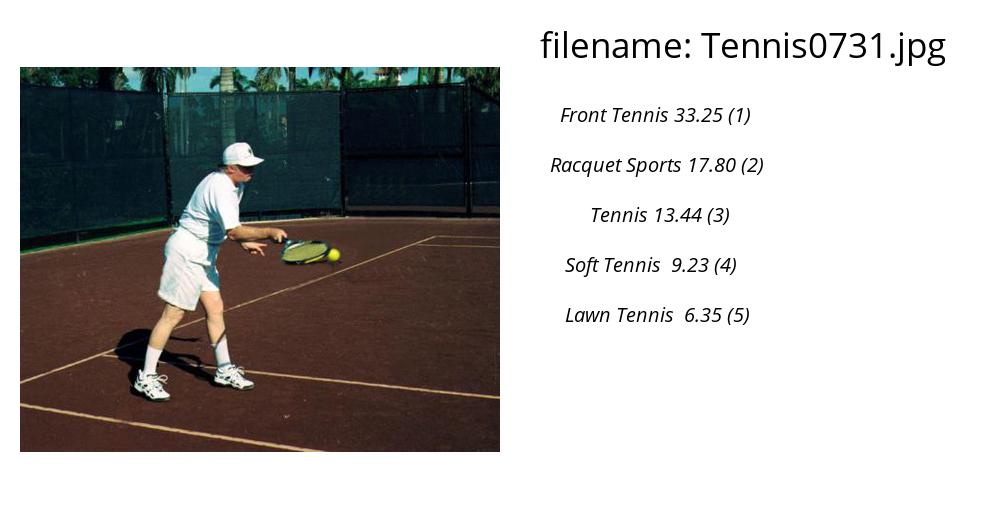 filename: Tennis0731.jpg
Front Tennis 33.25 (1)
Racquet Sports 17.80 (2)
Tennis 13.44 (3)
Soft Tennis 9.23 (4)
Lawn Tennis 6.35 (5)